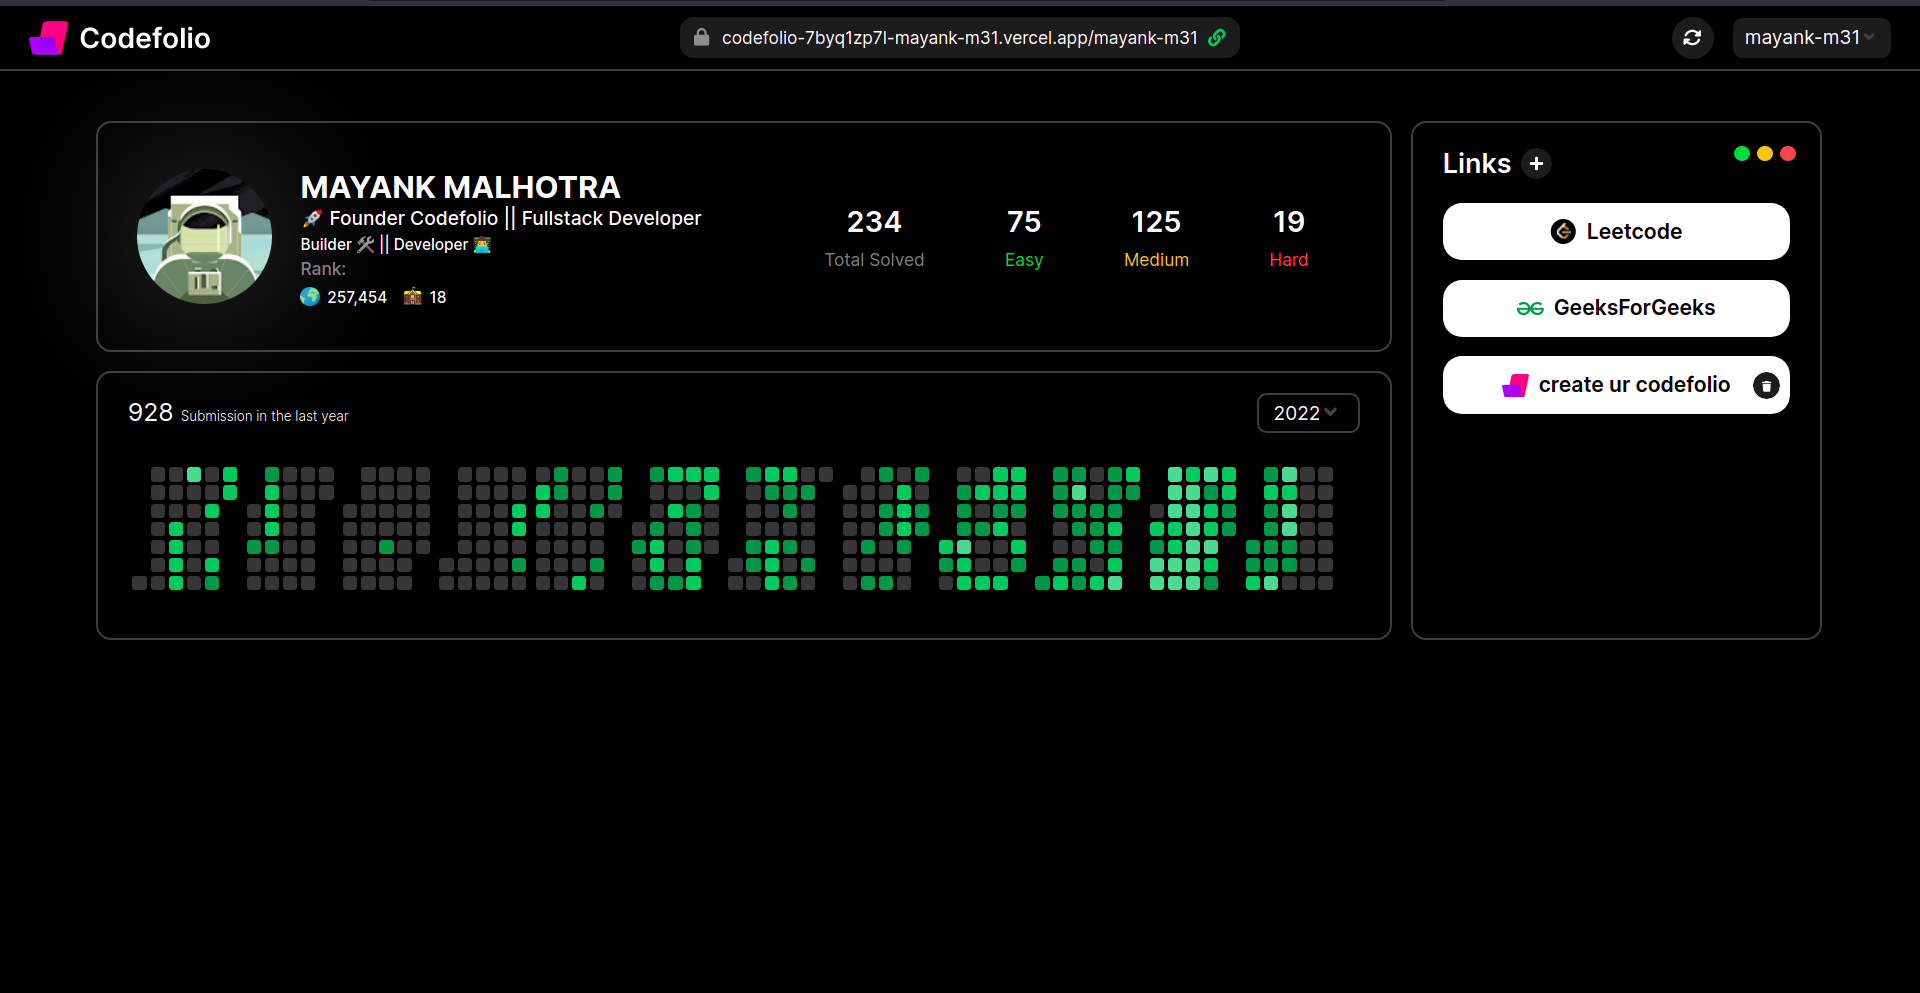 Codefolio
codefolio-7byq1zp7l-mayank-m31.vercel.app/mayank-m31
mayank-m31
MAYANK MALHOTRA
🚀 Founder Codefolio || Fullstack Developer
Builder 🛠 || Developer 👨‍💻
Rank:
🌍 257,454 🏫 18
234 75 125 19
Total Solved Easy Medium Hard
928 Submission in the last year
2022
Links
Leetcode
GeeksForGeeks
create ur codefolio